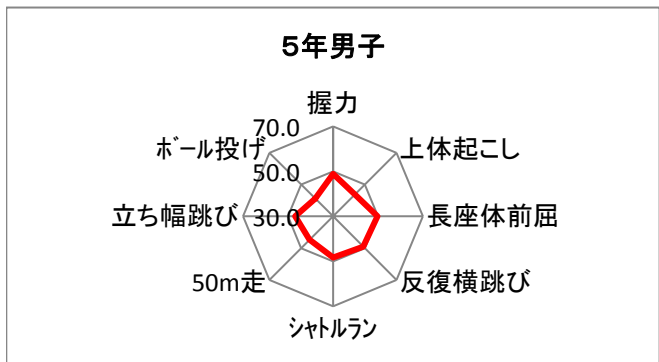 5年男子
握力
70.0
ﾎﾞｰル投げ
上体起こし
50.0
立ち幅跳び
30.0
長座体前屈
50m走
反復横跳び
ｼｬﾄﾙﾗﾝ